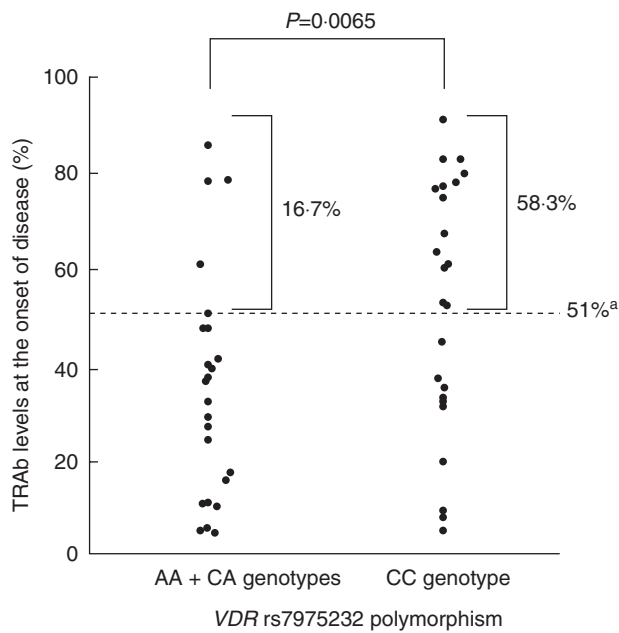 P=0·0065
100
80
60
40
20
0
TRAb levels at the onset of disease (%)
16·7%
58·3%
51%ᵃ
AA + CA genotypes
CC genotype
VDR rs7975232 polymorphism